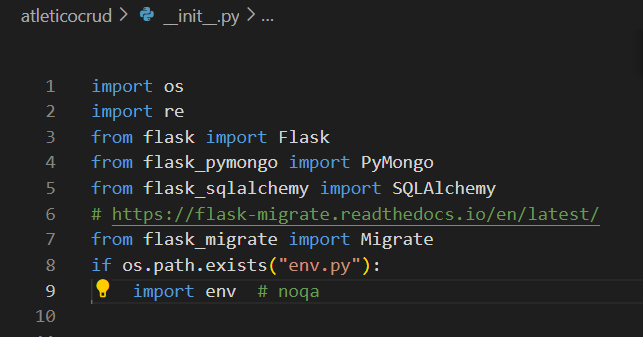 atleticocrud > __init__.py > ...
1 import os
2 import re
3 from flask import Flask
4 from flask_pymongo import PyMongo
5 from flask_sqlalchemy import SQLAlchemy
6 # https://flask-migrate.readthedocs.io/en/latest/
7 from flask_migrate import Migrate
8 if os.path.exists("env.py"):
9     import env  # noqa
10